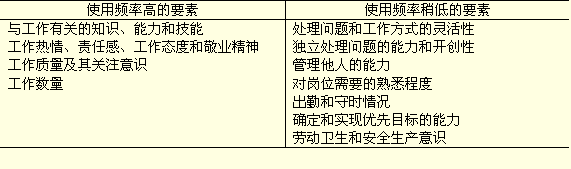 使用频率高的要素
使用频率稍低的要素
与工作有关的知识、能力和技能
工作热情、责任感、工作态度和敬业精神
工作质量及其关注意识
工作数量
处理问题和工作方式的灵活性
独立处理问题的能力和开创性
管理他人的能力
对岗位需要的熟悉程度
出勤和守时情况
确定和实现优先目标的能力
劳动卫生和安全生产意识